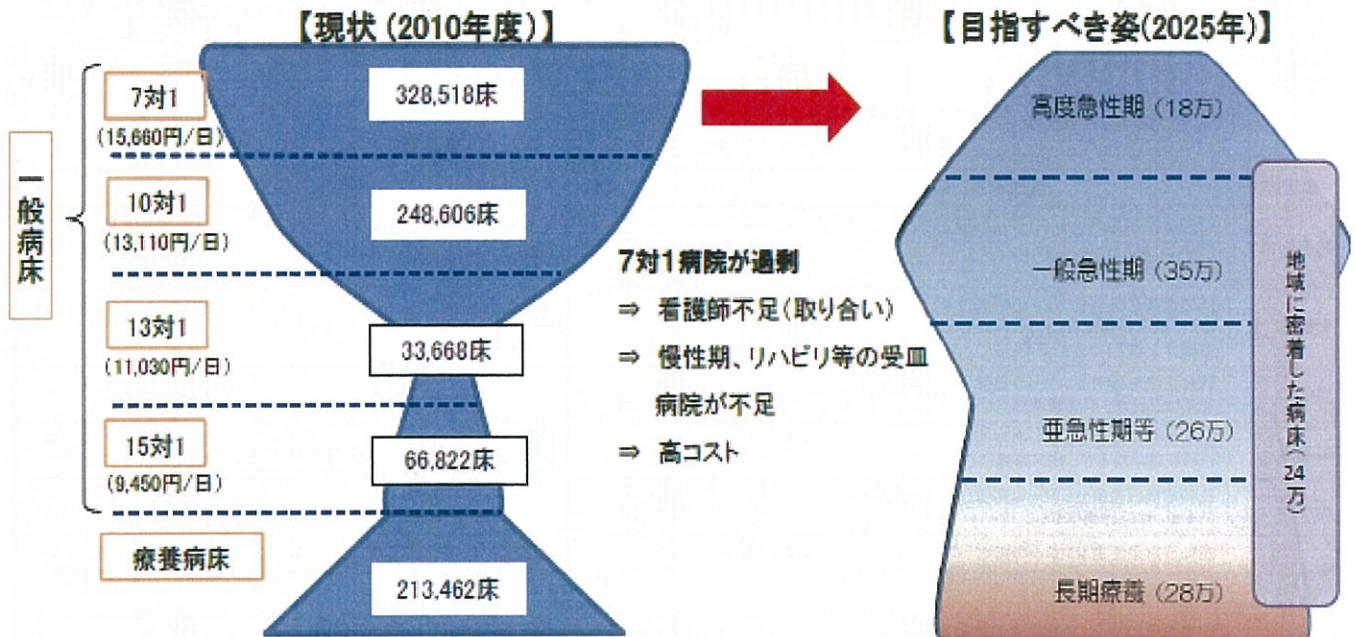 【現状(2010年度)】
一般病床
7対1
(15,660円/日)
328,518床
10対1
(13,110円/日)
248,606床
13対1
(11,030円/日)
33,668床
15対1
(9,450円/日)
66,822床
療養病床
213,462床
7対1病院が過剰
⇒ 看護師不足(取り合い)
⇒ 慢性期、リハビリ等の受皿
病院が不足
⇒ 高コスト
【目指すべき姿(2025年)】
高度急性期(18万)
一般急性期(35万)
亜急性期等(26万)
長期療養(28万)
地域に密着した病床(24万)